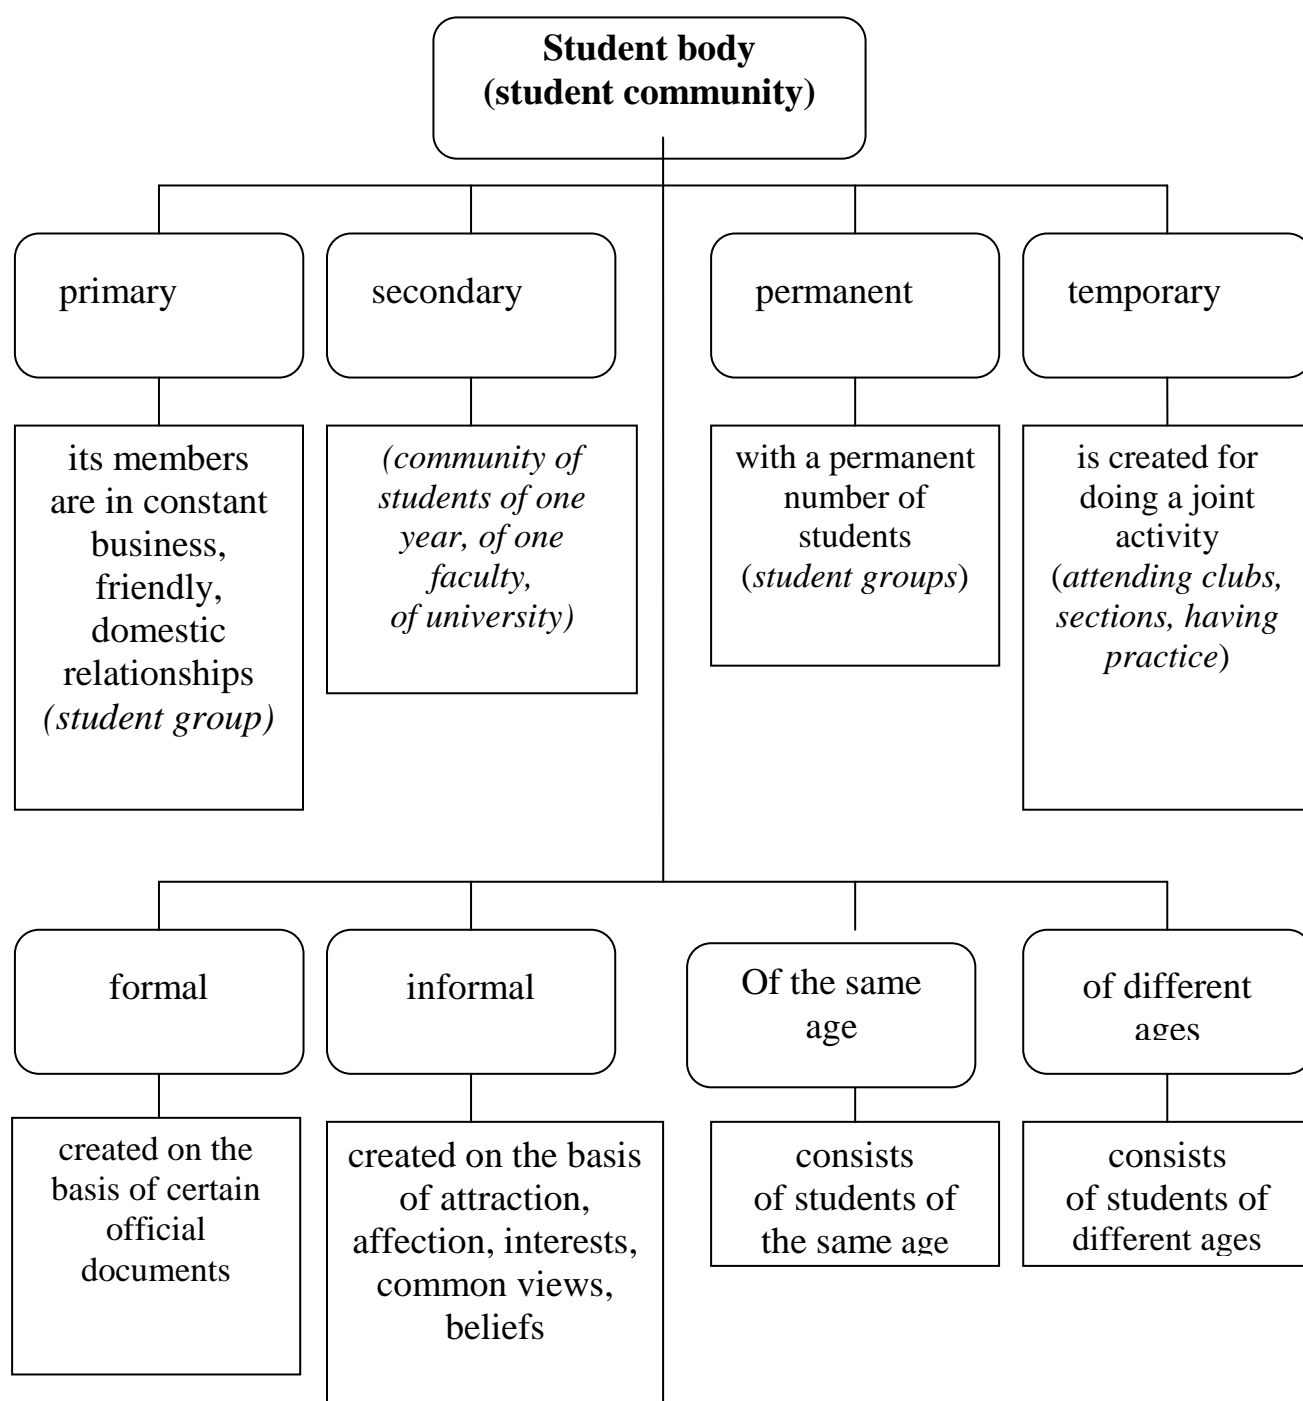 Student body
(student community)
primary
secondary
permanent
temporary
its members
are in constant
business,
friendly,
domestic
relationships
(student group)
(community of
students of one
year, of one
faculty,
of university)
with a permanent
number of
students
(student groups)
is created for
doing a joint
activity
(attending clubs,
sections, having
practice)
formal
informal
Of the same
age
of different
ages
created on the
basis of certain
official
documents
created on the basis
of attraction,
affection, interests,
common views,
beliefs
consists
of students of
the same age
consists
of students of
different ages